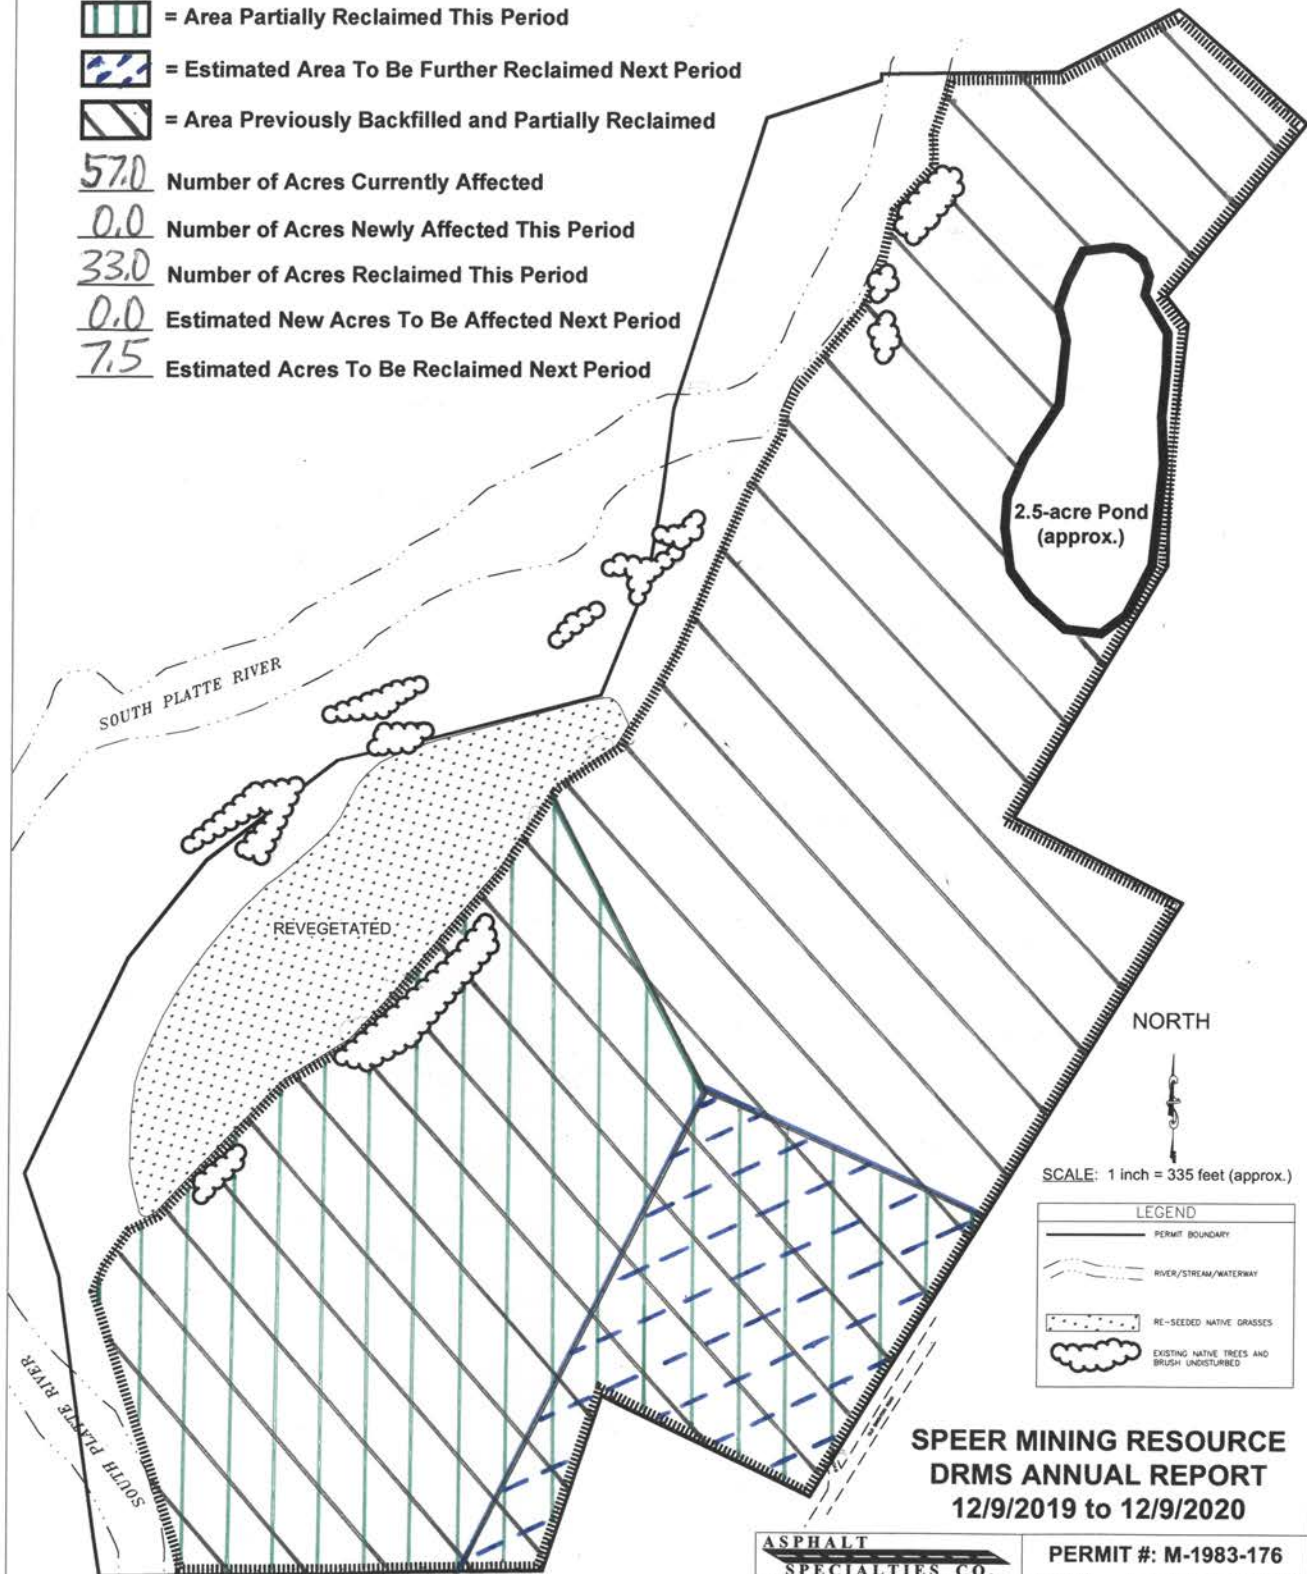 = Area Partially Reclaimed This Period
= Estimated Area To Be Further Reclaimed Next Period
= Area Previously Backfilled and Partially Reclaimed
57.0 Number of Acres Currently Affected
0.0 Number of Acres Newly Affected This Period
33.0 Number of Acres Reclaimed This Period
0.0 Estimated New Acres To Be Affected Next Period
7.5 Estimated Acres To Be Reclaimed Next Period
2.5-acre Pond
(approx.)
SOUTH PLATTE RIVER
REVEGETATED
NORTH
SCALE: 1 inch = 335 feet (approx.)
LEGEND
PERMIT BOUNDARY
RIVER/STREAM/WATERWAY
RE-SEEDED NATIVE GRASSES
EXISTING NATIVE TREES AND
BRUSH UNDISTURBED
SOUTH PLATTE RIVER
SPEER MINING RESOURCE
DRMS ANNUAL REPORT
12/9/2019 to 12/9/2020
ASPHALT
SPECIALTIES CO.
PERMIT #: M-1983-176